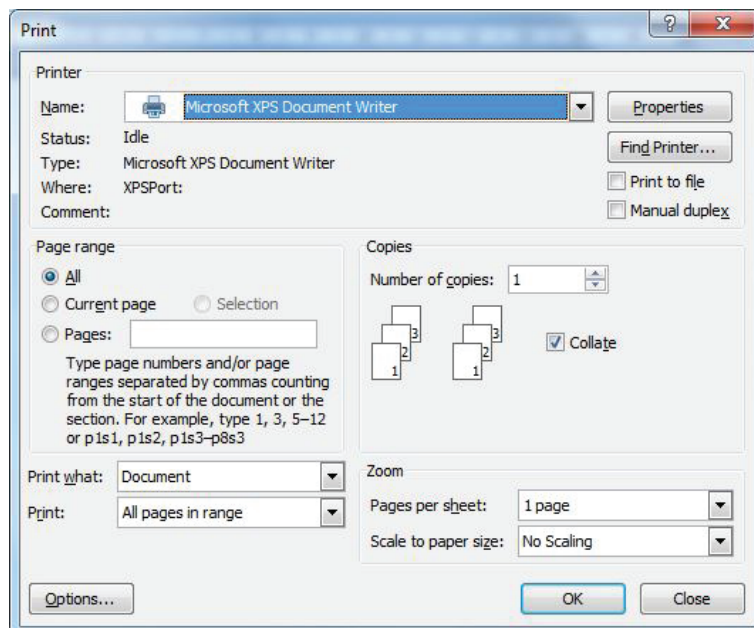 Print
?
Printer
Name:
Microsoft XPS Document Writer
Properties
Status:
Idle
Find Printer...
Type:
Microsoft XPS Document Writer
Where:
XPSPort:
Print to file
Comment:
Manual duplex
Page range
All
Current page
Selection
Pages:
Type page numbers and/or page
ranges separated by commas counting
from the start of the document or the
section. For example, type 1, 3, 5–12
or p1s1, p1s2, p1s3–p8s3
Copies
Number of copies:
1
3
2
1
3
2
1
Collate
Print what:
Document
Print:
All pages in range
Zoom
Pages per sheet:
1 page
Scale to paper size:
No Scaling
Options...
OK
Close